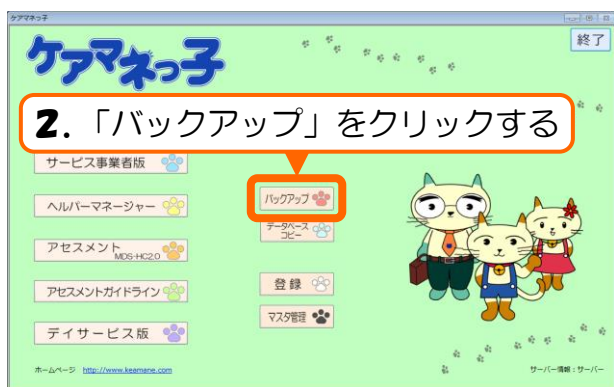 ケアマネっ子
終了
ケアマネっ子
2.「バックアップ」をクリックする
サービス事業者版
バックアップ
ヘルパーマネージャー
データベース
コピー
アセスメント
MDS-HC2.0
アセスメントガイドライン
登録
マスタ管理
デイサービス版
ホームページ http://www.keamane.com
サーバー情報：サーバー